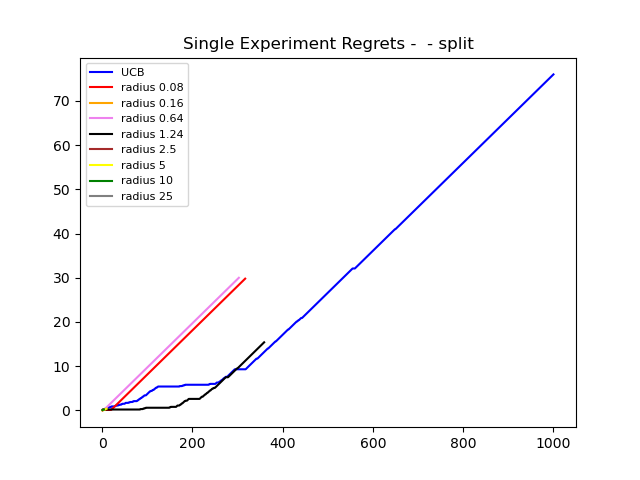 Single Experiment Regrets -  - split
UCB
radius 0.08
radius 0.16
radius 0.64
radius 1.24
radius 2.5
radius 5
radius 10
radius 25
70
60
50
40
30
20
10
0
0 200 400 600 800 1000